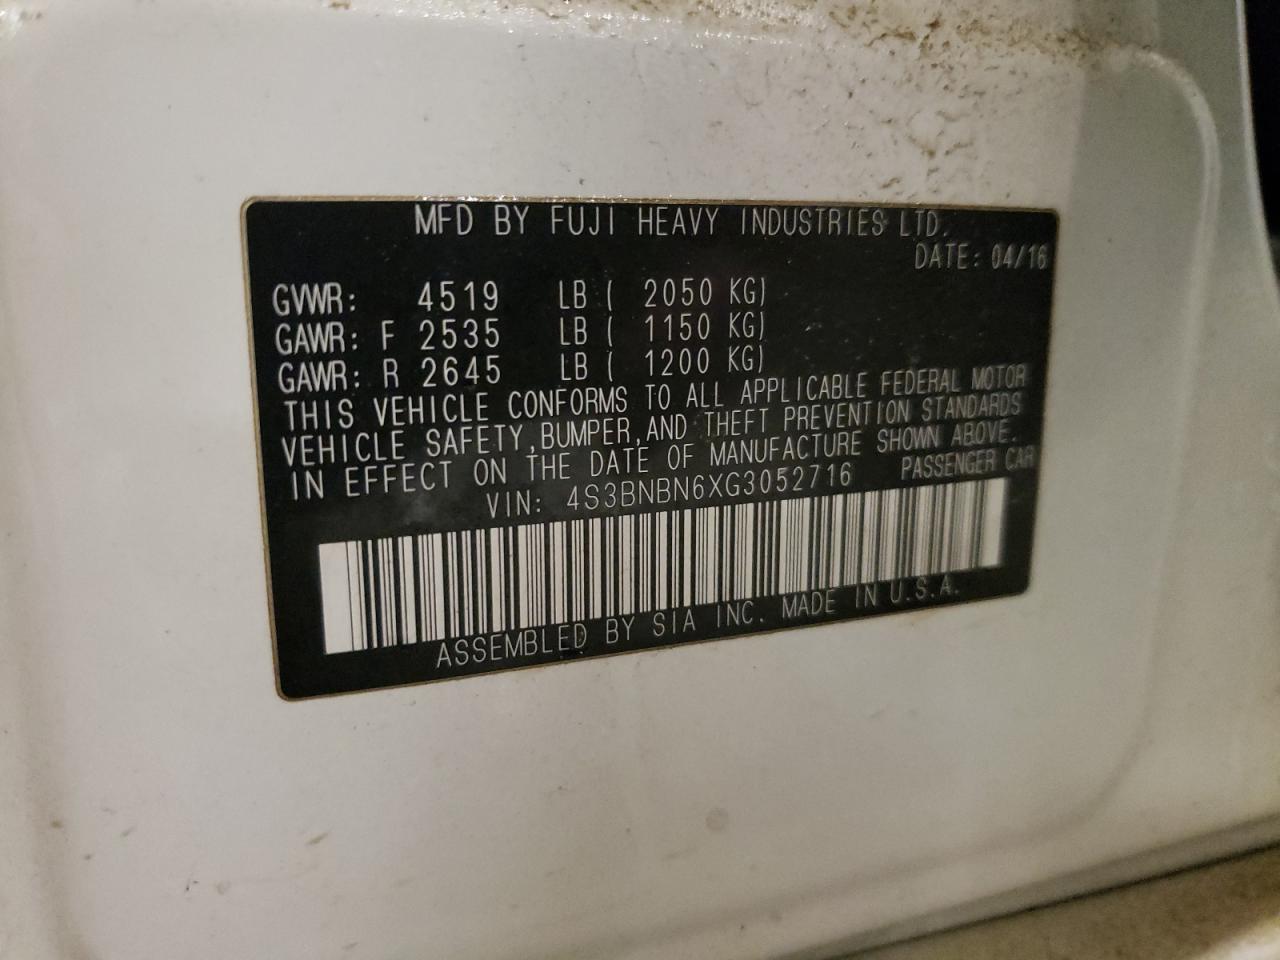 MFD BY FUJI HEAVY INDUSTRIES LTD.
DATE: 04/16
GVWR: 4519 LB ( 2050 KG)
GAWR: F 2535 LB ( 1150 KG)
GAWR: R 2645 LB ( 1200 KG)
THIS VEHICLE CONFORMS TO ALL APPLICABLE FEDERAL MOTOR
VEHICLE SAFETY, BUMPER, AND THEFT PREVENTION STANDARDS
IN EFFECT ON THE DATE OF MANUFACTURE SHOWN ABOVE.
VIN: 4S3BNBN6XG3052716 PASSENGER CAR
ASSEMBLED BY SIA INC. MADE IN U.S.A.